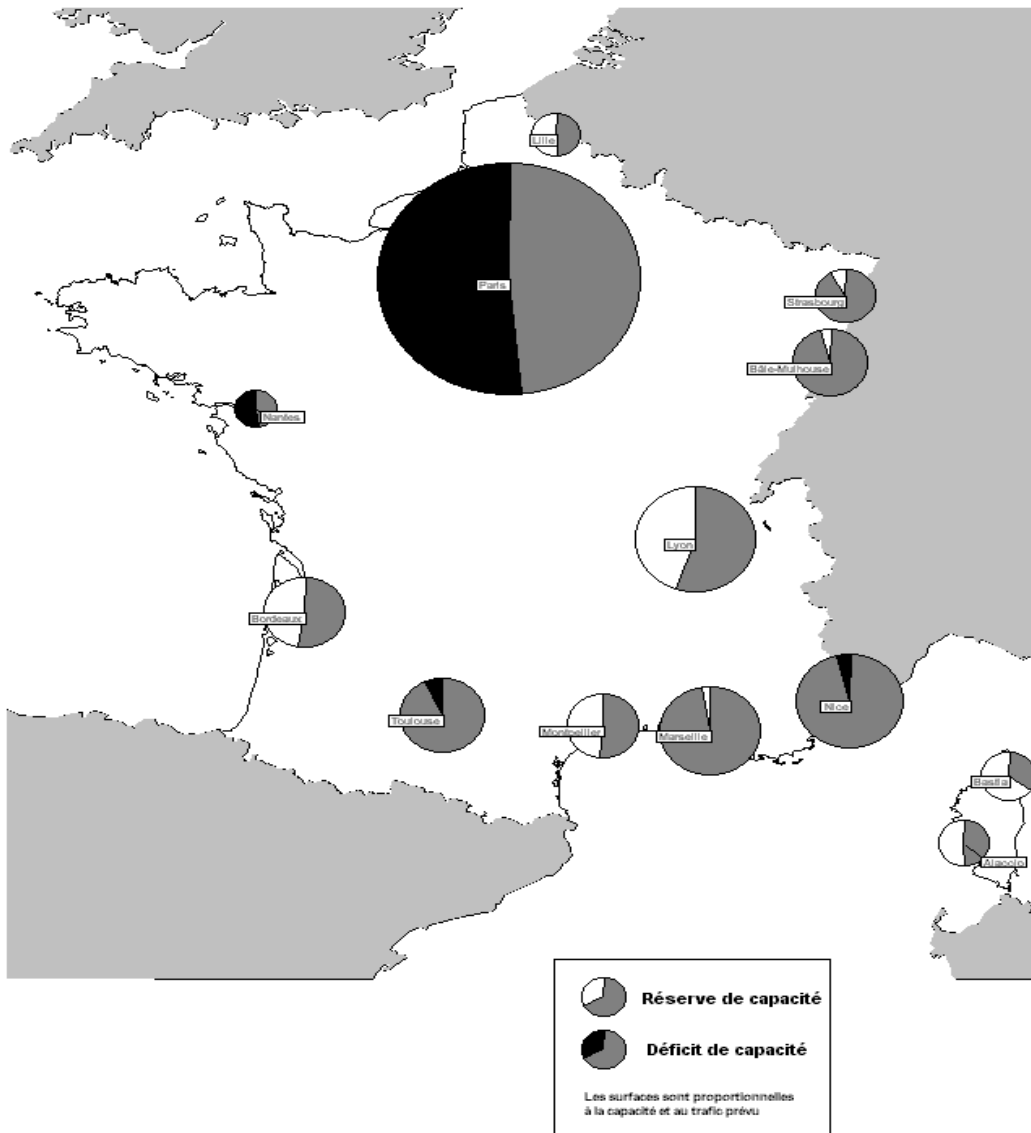 Lille
Paris
Strasbourg
Bâle-Mulhouse
Nantes
Lyon
Bordeaux
Toulouse
Montpellier
Marseille
Nice
Bastia
Ajaccio
Réserve de capacité
Déficit de capacité
Les surfaces sont proportionnelles
à la capacité et au trafic prévu